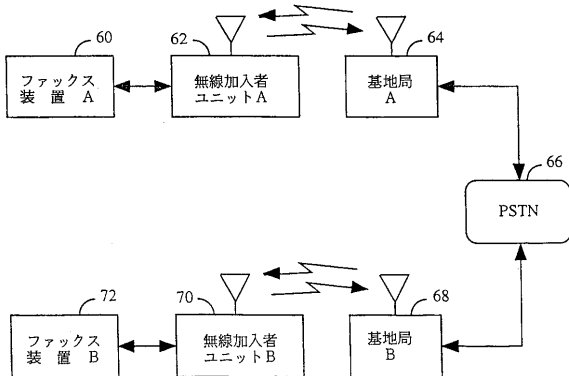 60
ファックス
装 置 A
62
無線加入者
ユニットA
64
基地局
A
66
PSTN
72
ファックス
装 置 B
70
無線加入者
ユニットB
68
基地局
B